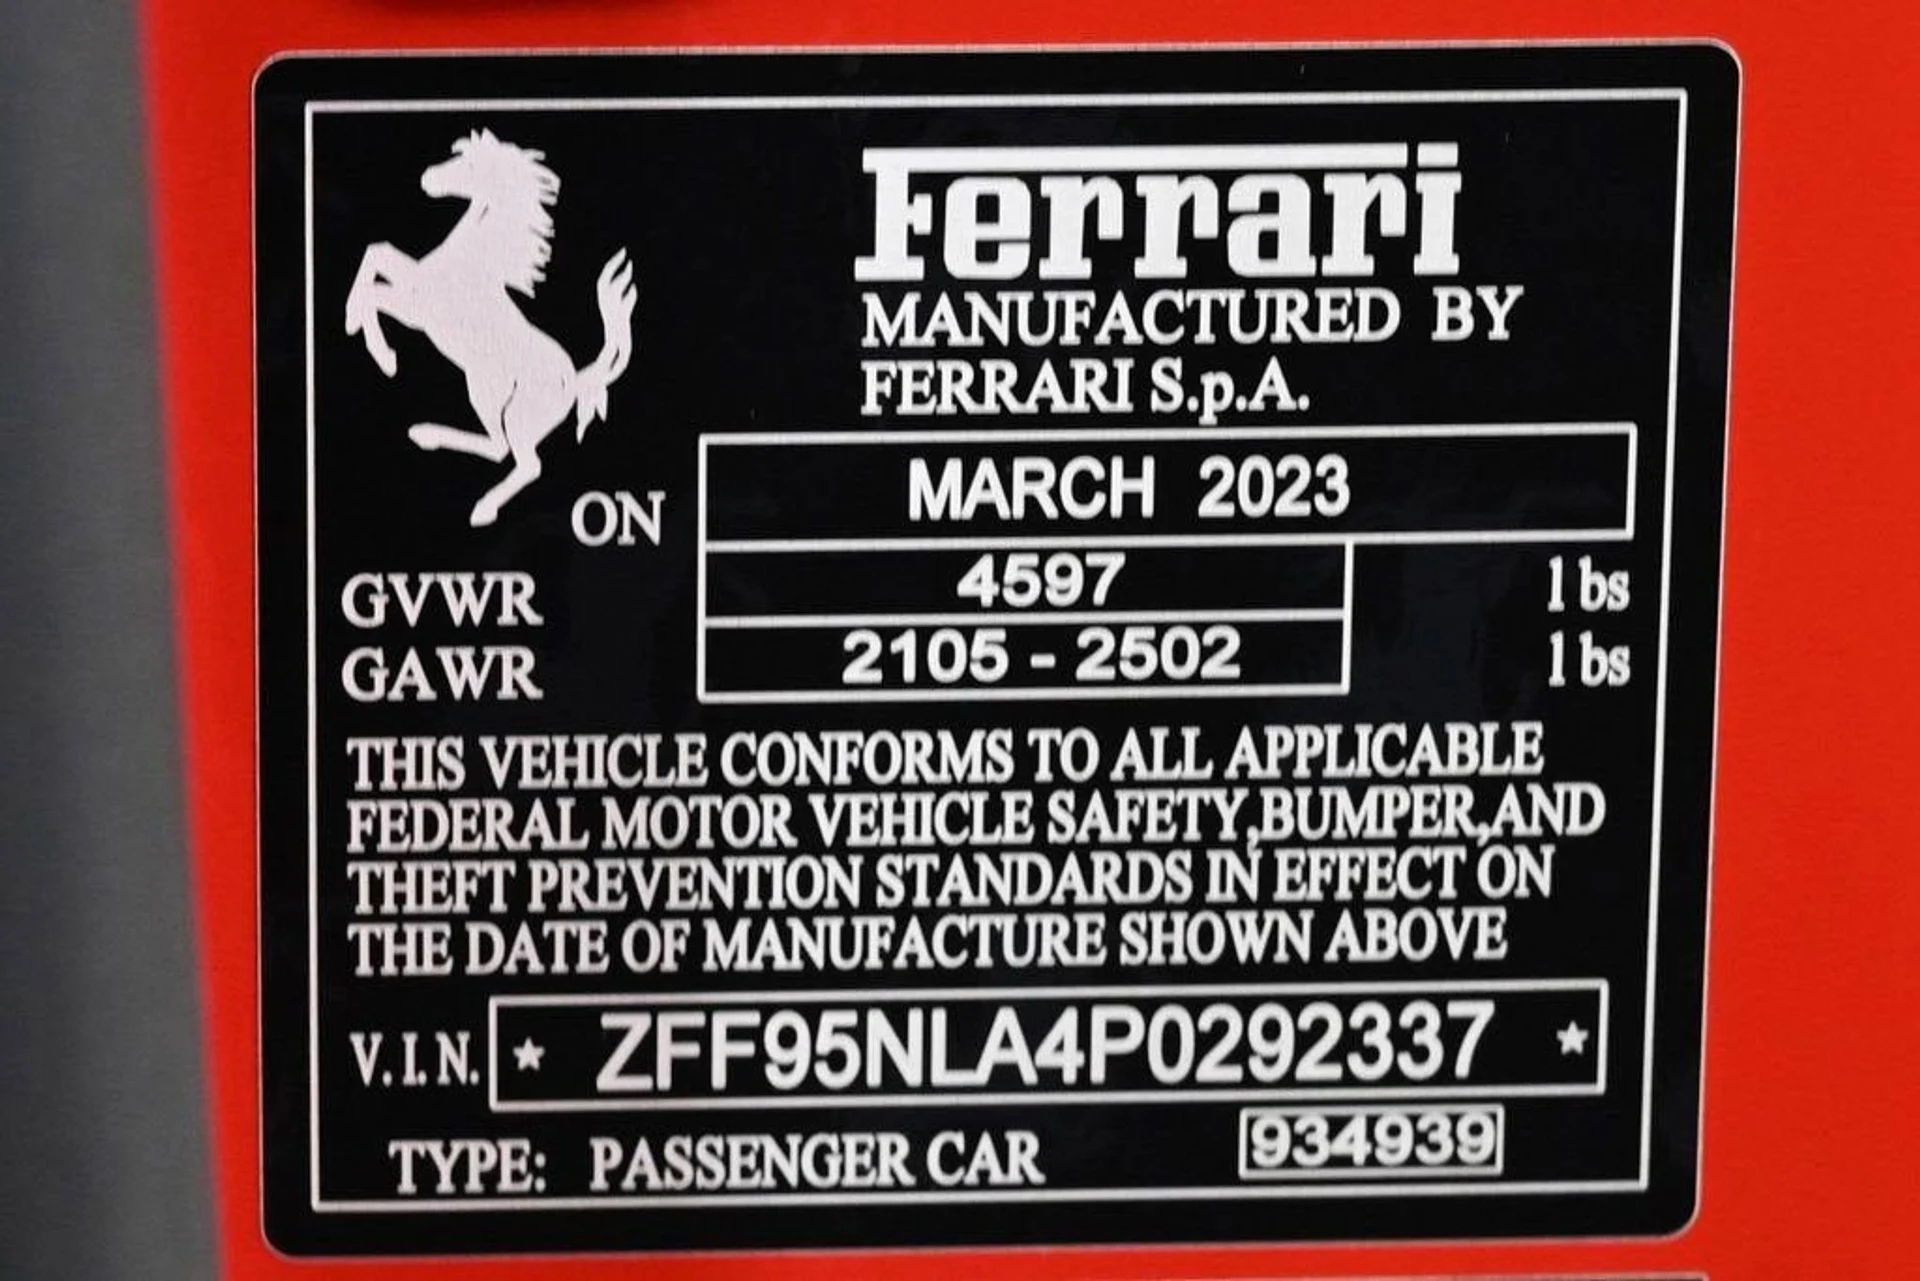 Ferrari
MANUFACTURED BY
FERRARI S.p.A.
ON MARCH 2023
GVWR 4597 lbs
GAWR 2105 - 2502 lbs
THIS VEHICLE CONFORMS TO ALL APPLICABLE
FEDERAL MOTOR VEHICLE SAFETY,BUMPER,AND
THEFT PREVENTION STANDARDS IN EFFECT ON
THE DATE OF MANUFACTURE SHOWN ABOVE
V.I.N. ★ ZFF95NLA4P0292337 ★
TYPE: PASSENGER CAR 934939